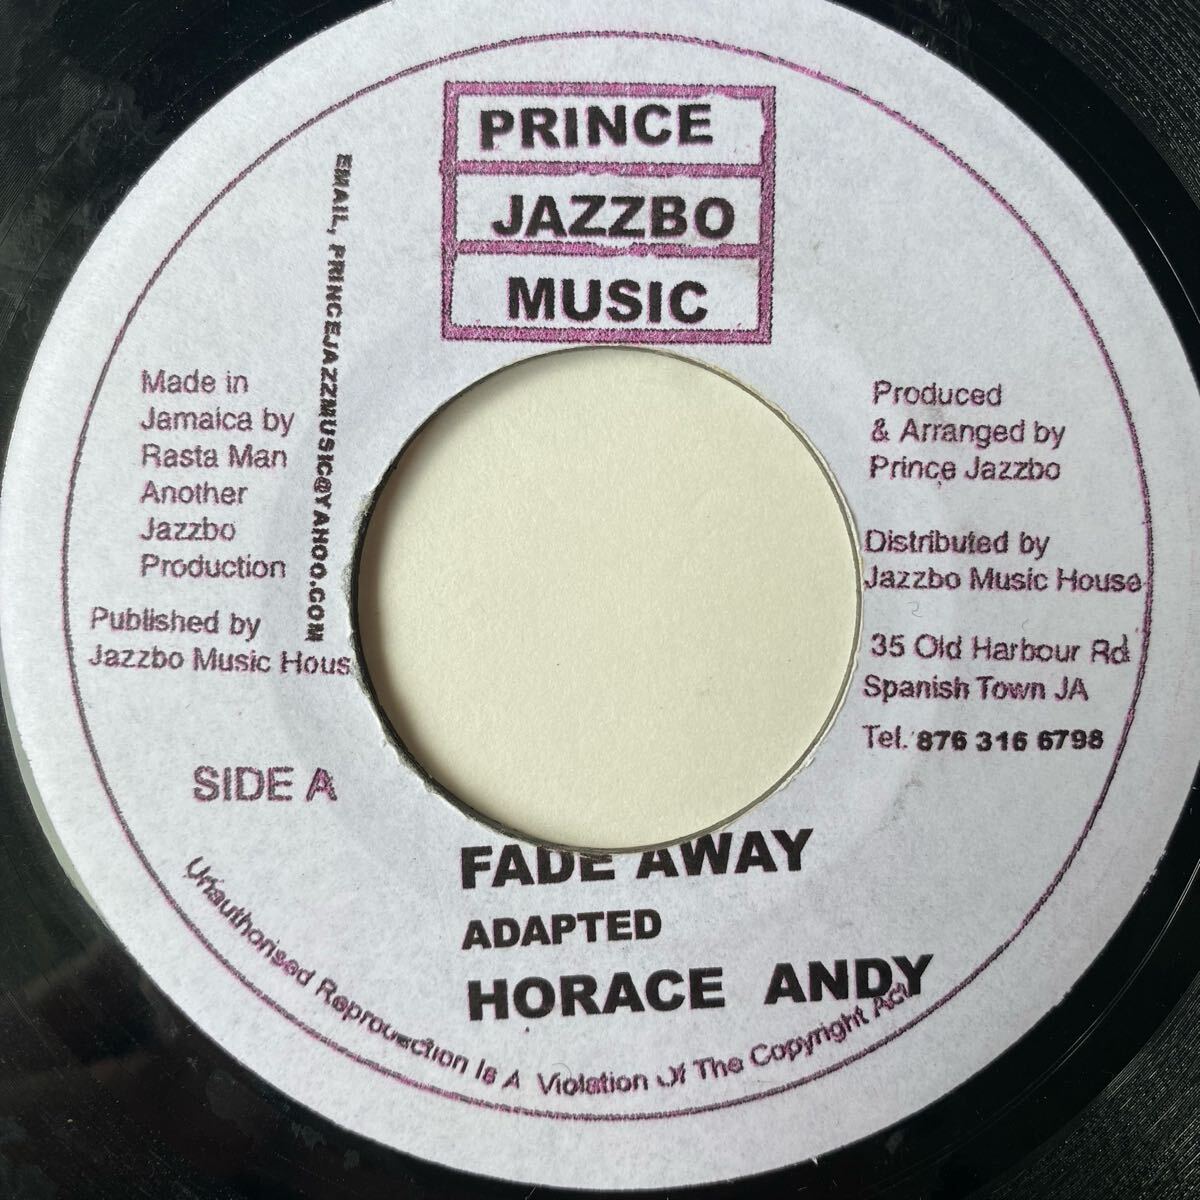 PRINCE
JAZZBO
MUSIC
EMAIL, PRINCEJAZZMUSIC@YAHOO.COM
Made in
Jamaica by
Rasta Man
Another
Jazzbo
Production
Published by
Jazzbo Music Hous
SIDE A
Produced
& Arranged by
Prince Jazzbo
Distributed by
Jazzbo Music House
35 Old Harbour Rd
Spanish Town JA
Tel. 876 316 6798
FADE AWAY
ADAPTED
HORACE ANDY
Unauthorised Reproduction Is A Violation Of The Copyright Act